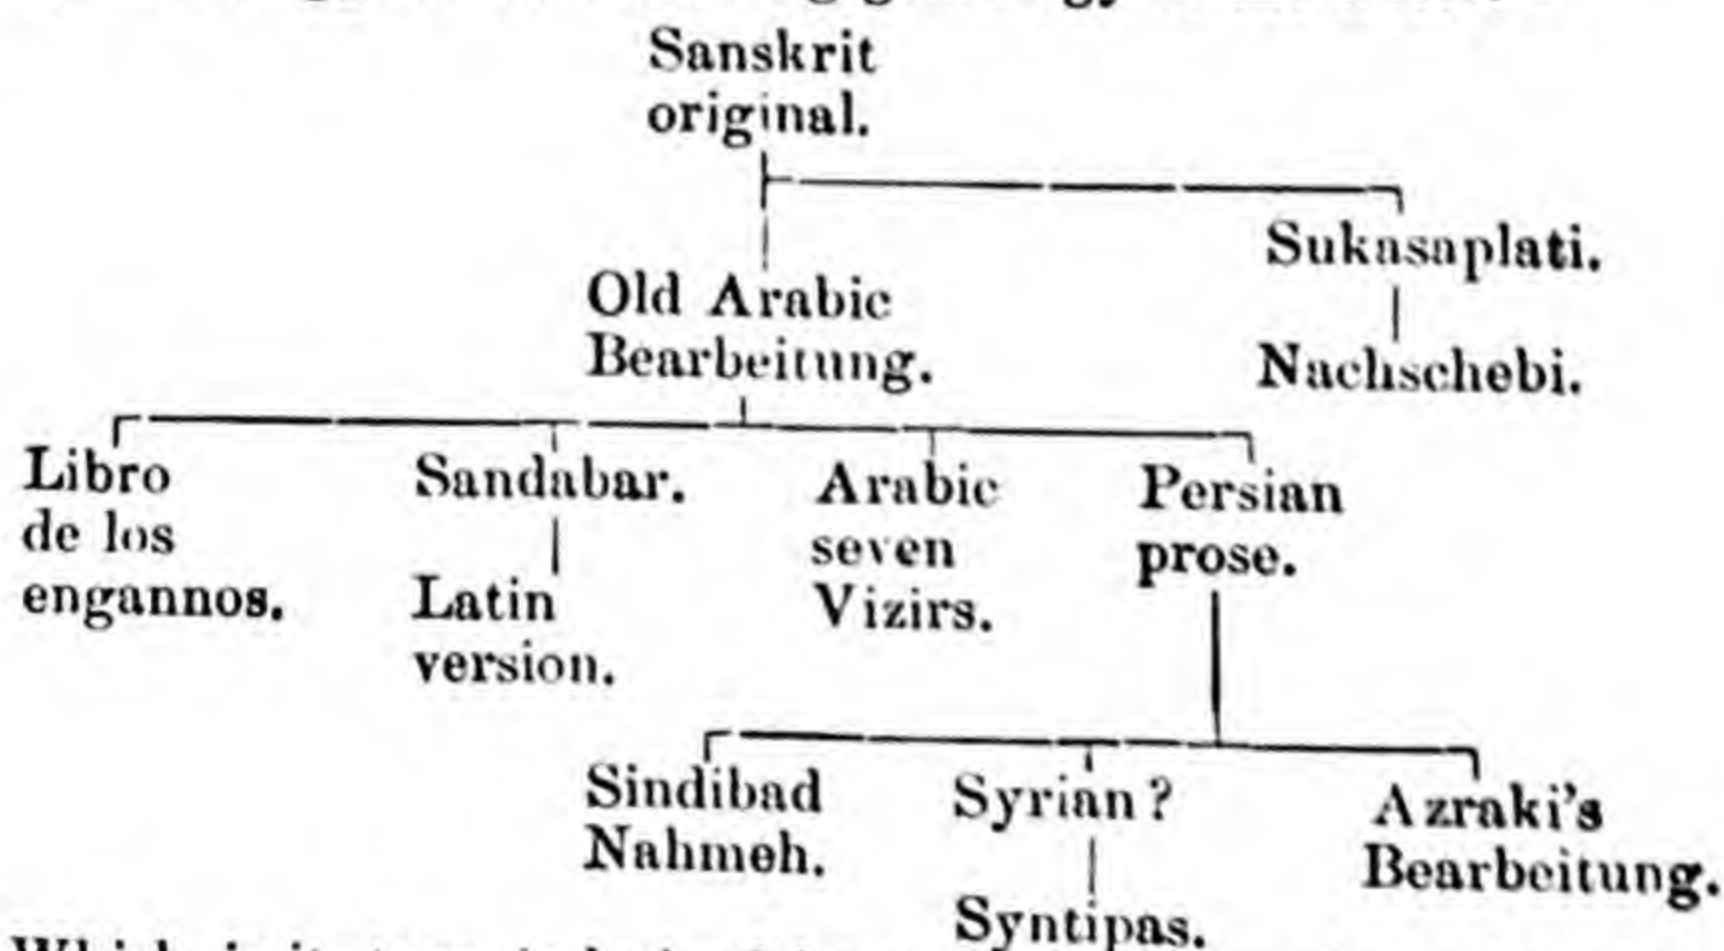 Sanskrit
original.
Sukasaplati.
Old Arabic
Bearbeitung.
Nachschebi.
Libro
de los
engannos.
Sandabar.
Latin
version.
Arabic
seven
Vizirs.
Persian
prose.
Sindibad
Nahmeh.
Syrian?
Syntipas.
Azraki's
Bearbeitung.